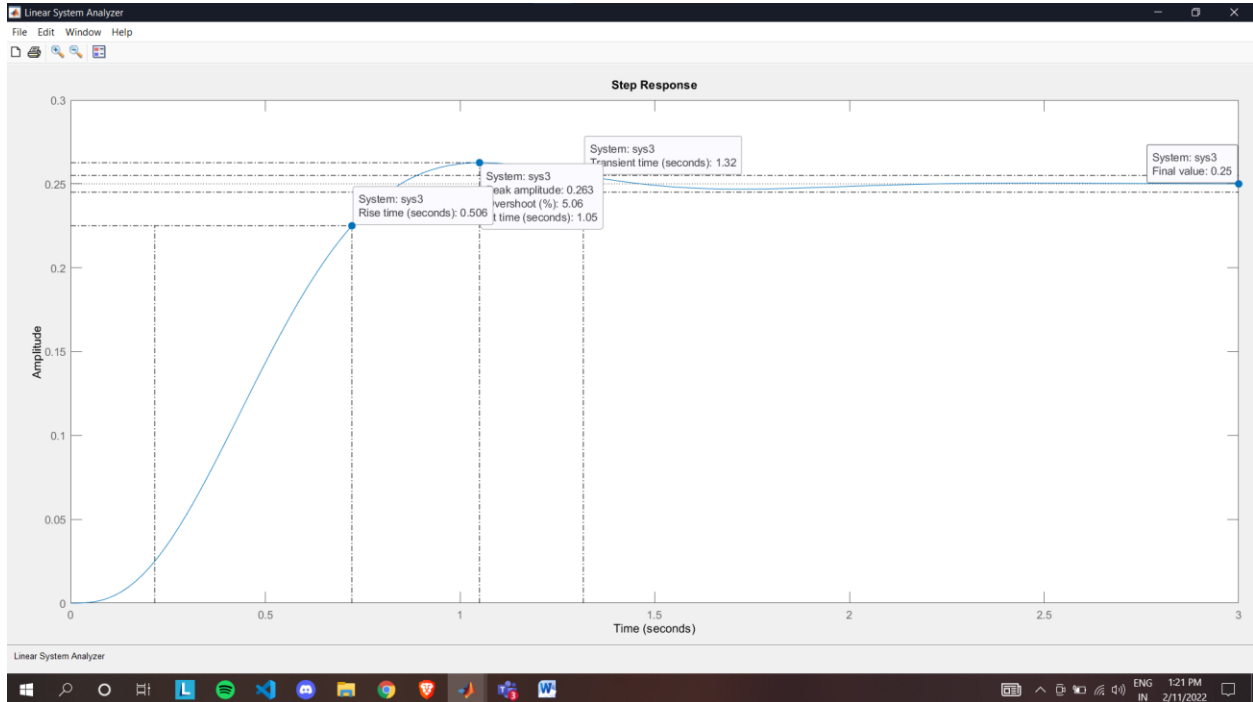 Linear System Analyzer
File Edit Window Help
Step Response
0.3
0.25
0.2
0.15
0.1
0.05
0
Amplitude
System: sys3
Transient time (seconds): 1.32
System: sys3
Final value: 0.25
System: sys3
eak amplitude: 0.263
vershoot (%): 5.06
t time (seconds): 1.05
System: sys3
Rise time (seconds): 0.506
0 0.5 1 1.5 2 2.5 3
Time (seconds)
Linear System Analyzer
L
3
W
ENG
IN
1:21 PM
2/11/2022